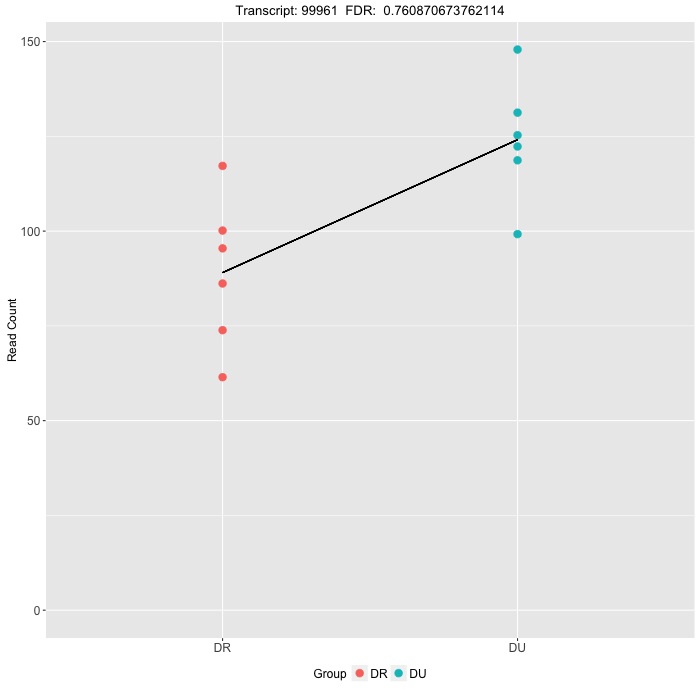 Transcript: 99961  FDR:  0.760870673762114
150
100
50
0
Read Count
DR DU
Group DR DU